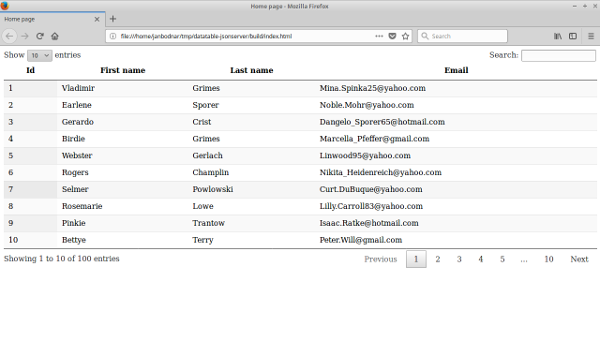 Home page - Mozilla Firefox
Home page
file:///home/janbodnar/tmp/datatable-jsonserver/build/index.html
Search
Show 10 entries Search:
Id First name Last name Email
1 Vladimir Grimes Mina.Spinka25@yahoo.com
2 Earlene Sporer Noble.Mohr@yahoo.com
3 Gerardo Crist Dangelo_Sporer65@hotmail.com
4 Birdie Grimes Marcella_Pfeffer@gmail.com
5 Webster Gerlach Linwood95@yahoo.com
6 Rogers Champlin Nikita_Heidenreich@yahoo.com
7 Selmer Powlowski Curt.DuBuque@yahoo.com
8 Rosemarie Lowe Lilly.Carroll83@yahoo.com
9 Pinkie Trantow Isaac.Ratke@hotmail.com
10 Bettye Terry Peter.Will@gmail.com
Showing 1 to 10 of 100 entries Previous 1 2 3 4 5 ... 10 Next